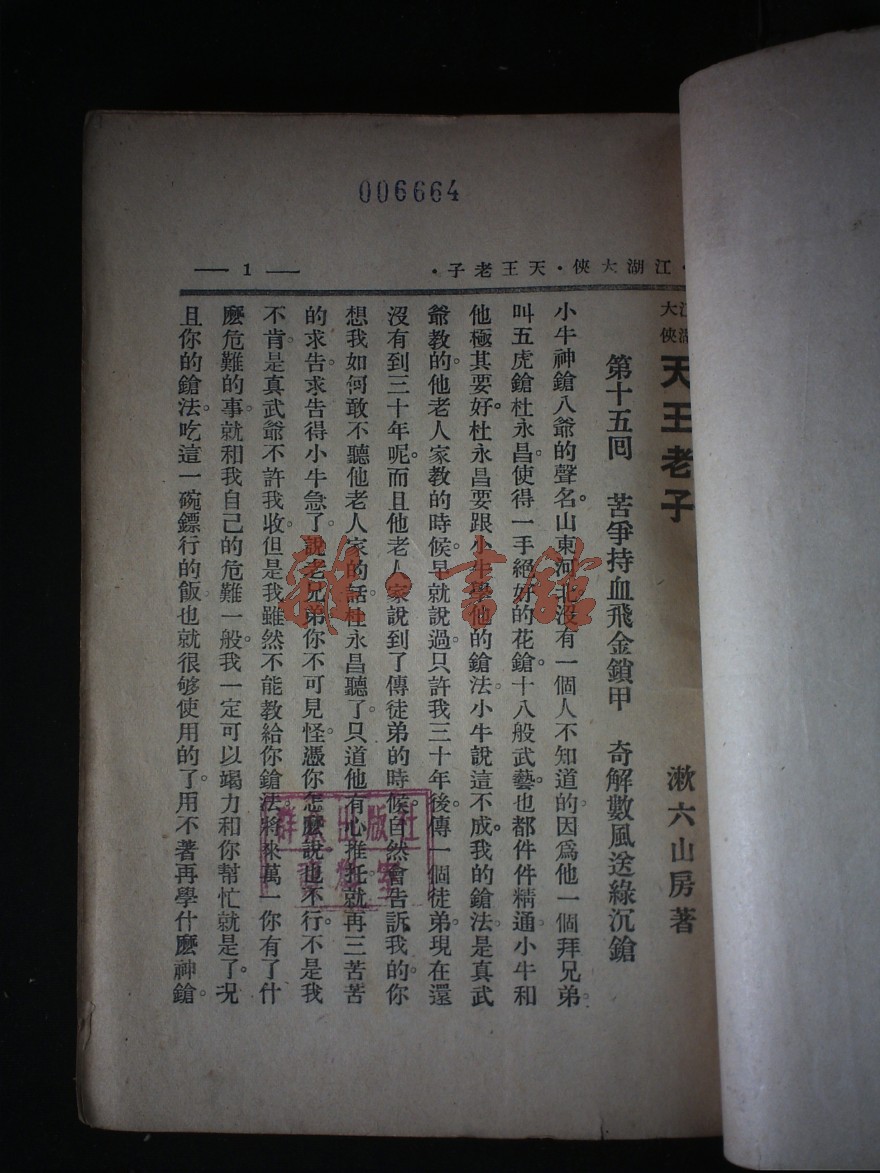 006664
— 1 —
江湖大俠·天王老子·
江湖
大俠
天王老子
漱六山房著
第十五回　苦爭持血飛金鎖甲　奇解數風送綠沉鎗
小牛神鎗八爺的聲名。山東河北沒有一個人不知道的。因爲他一個拜兄弟。
叫五虎鎗杜永昌。使得一手絕好的花鎗。十八般武藝。也都件件精通。小牛和
他極其要好。杜永昌要跟小牛學他的鎗法。小牛說這不成。我的鎗法是眞武
爺教的。他老人家教的時候。早就說過。只許我三十年後。傳一個徒弟。現在還
沒有到三十年呢。而且他老人家說到了傳徒弟的時候。自然會告訴我的。你
想我如何敢不聽他老人家的話。杜永昌聽了。只道他有心推托。就再三苦苦
的求告。求告得小牛急了。說老兄弟你不可見怪。憑你怎麽說也不行。不是我
不肯。是眞武爺不許我收。但是我雖然不能教給你鎗法。將來萬一你有了什
麽危難的事。就和我自己的危難一般。我一定可以竭力和你幫忙就是了。况
且你的鎗法。吃這一碗鏢行的飯。也就很够使用的了。用不著再學什麽神鎗。
雜·書館
出版社